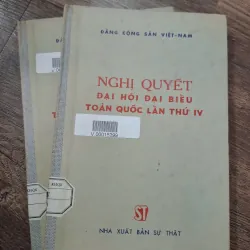 ĐẢNG CỘNG SẢN VIỆT-NAM
NGHỊ QUYẾT
ĐẠI HỘI ĐẠI BIỂU
TOÀN QUỐC LẦN THỨ IV
ST
NHÀ XUẤT BẢN SỰ THẬT